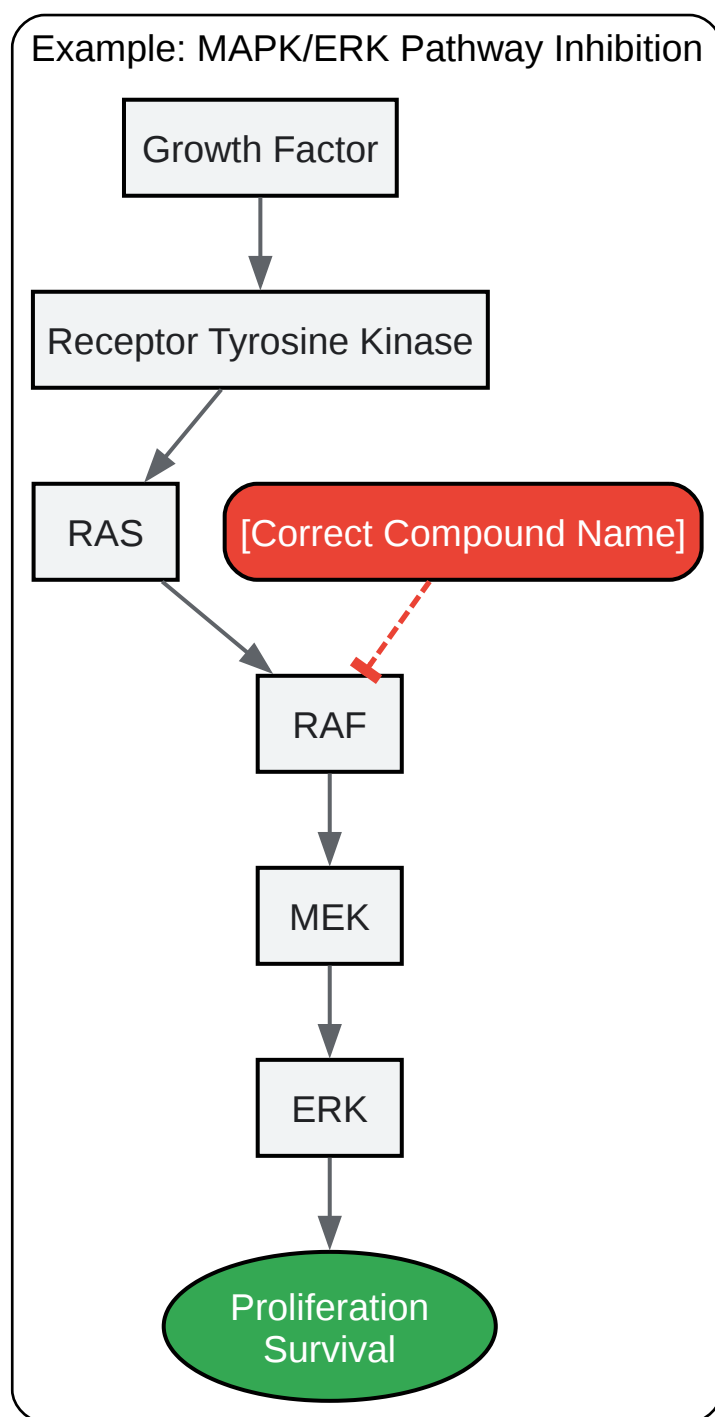 Example: MAPK/ERK Pathway Inhibition
Growth Factor
Receptor Tyrosine Kinase
RAS
[Correct Compound Name]
RAF
MEK
ERK
Proliferation
Survival